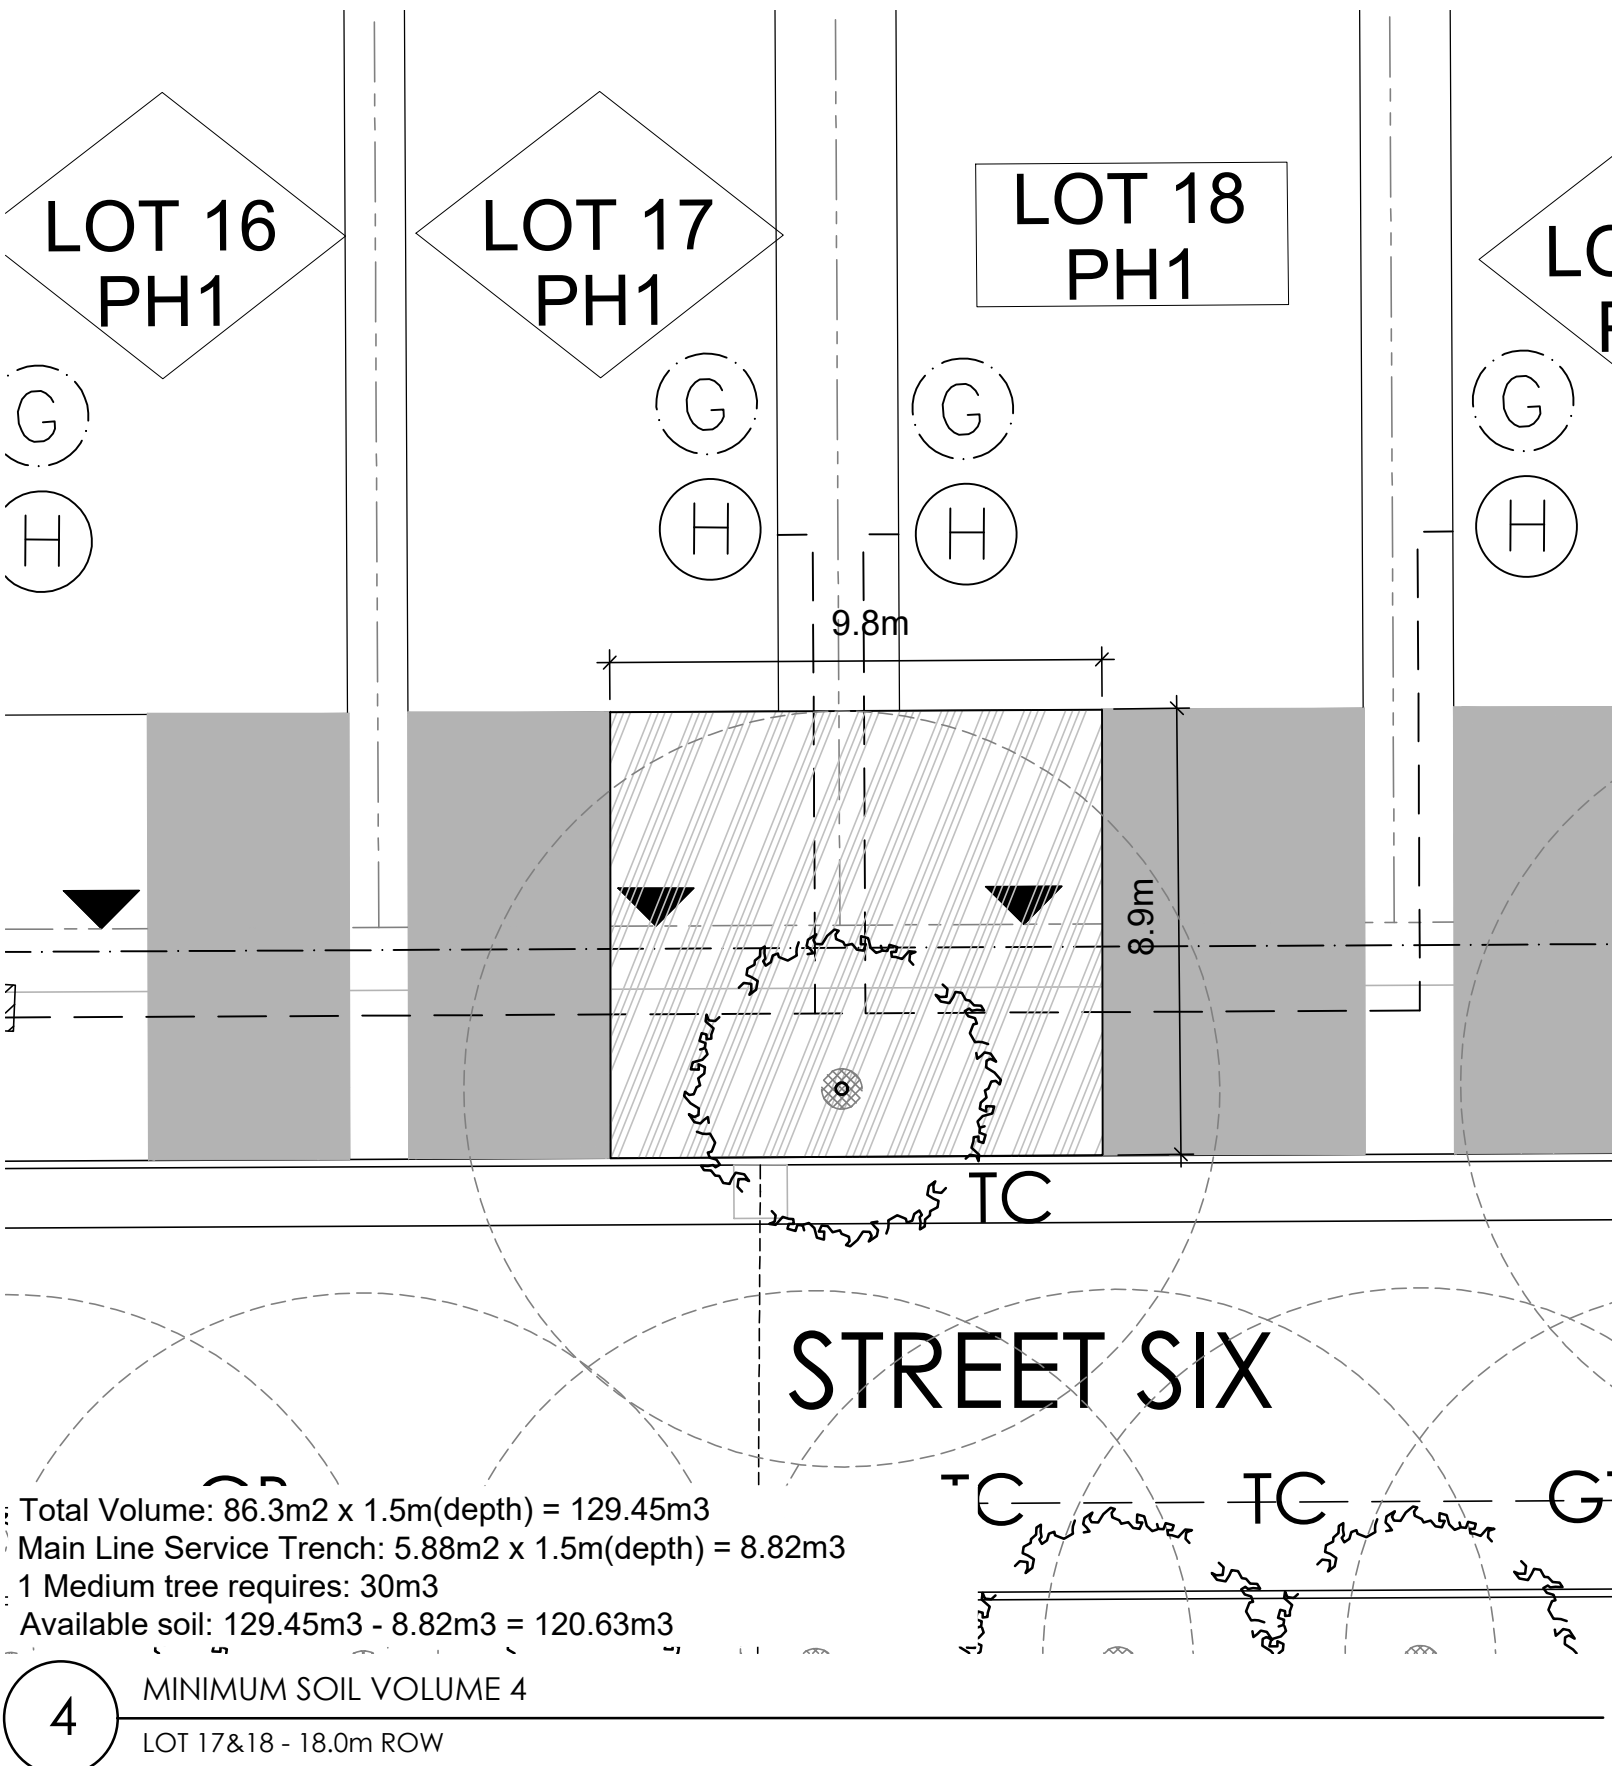 LOT 16
PH1
LOT 17
PH1
LOT 18
PH1
G
G
G
G
H
H
H
H
9.8m
8.9m
TC
STREET SIX
TC
TC
Total Volume: 86.3m2 x 1.5m(depth) = 129.45m3
Main Line Service Trench: 5.88m2 x 1.5m(depth) = 8.82m3
1 Medium tree requires: 30m3
Available soil: 129.45m3 - 8.82m3 = 120.63m3
4
MINIMUM SOIL VOLUME 4
LOT 17&18 - 18.0m ROW